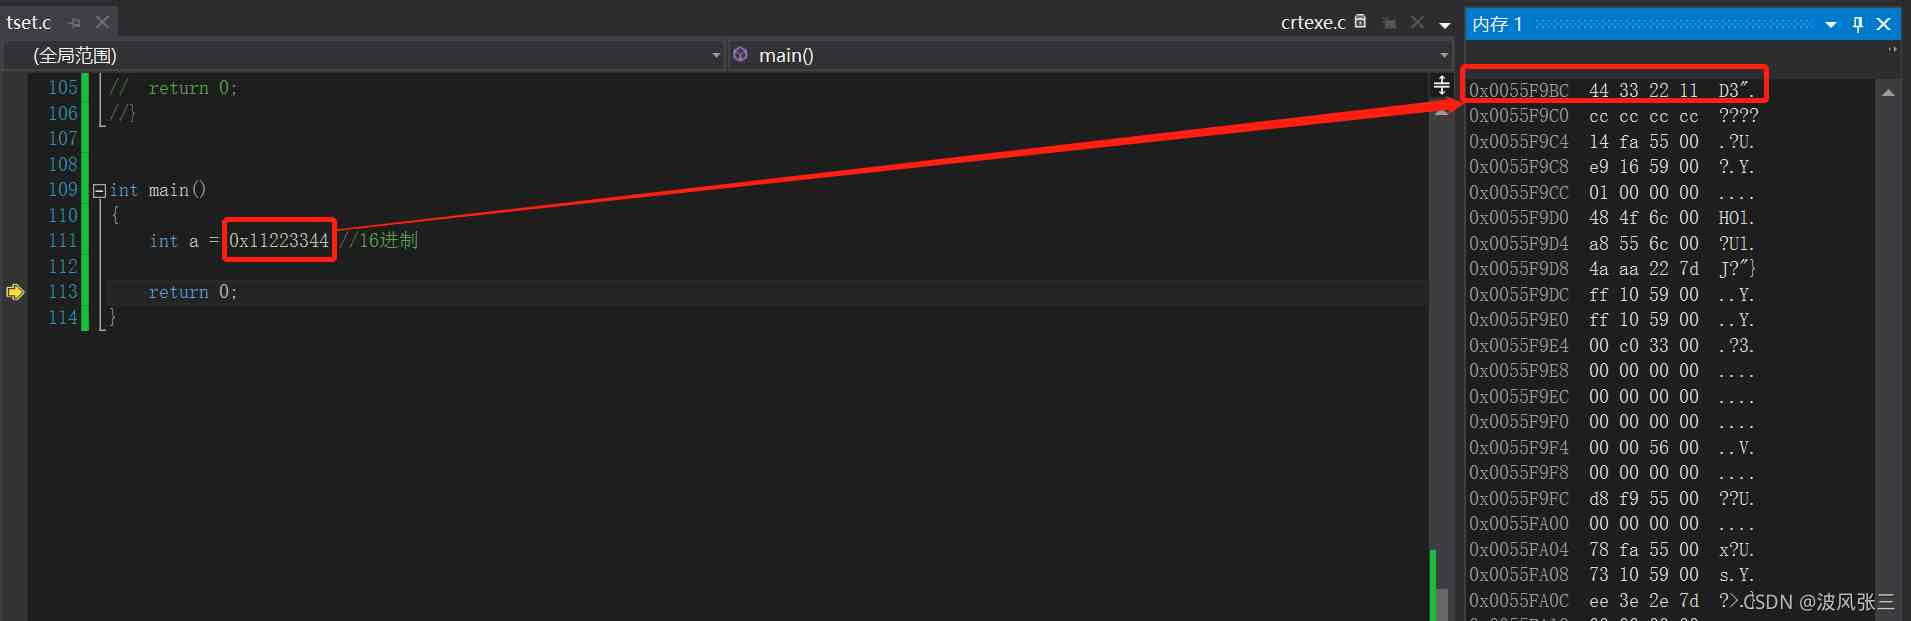 tset.c
crtexe.c
(全局范围)
main()
105 // return 0;
106 //}
107
108
109 int main()
110 {
111 int a = 0x11223344 //16进制
112
113 return 0;
114 }
内存 1
0x0055F9BC 44 33 22 11 D3".
0x0055F9C0 cc cc cc cc ????
0x0055F9C4 14 fa 55 00 .?U.
0x0055F9C8 e9 16 59 00 ?.Y.
0x0055F9CC 01 00 00 00 ....
0x0055F9D0 48 4f 6c 00 HOl.
0x0055F9D4 a8 55 6c 00 ?Ul.
0x0055F9D8 4a aa 22 7d J?"}
0x0055F9DC ff 10 59 00 ..Y.
0x0055F9E0 ff 10 59 00 ..Y.
0x0055F9E4 00 c0 33 00 .?3.
0x0055F9E8 00 00 00 00 ....
0x0055F9EC 00 00 00 00 ....
0x0055F9F0 00 00 00 00 ....
0x0055F9F4 00 00 56 00 ..V.
0x0055F9F8 00 00 00 00 ....
0x0055F9FC d8 f9 55 00 ??U.
0x0055FA00 00 00 00 00 ....
0x0055FA04 78 fa 55 00 x?U.
0x0055FA08 73 10 59 00 s.Y.
0x0055FA0C ee 3e 2e 7d ?>.}
CSDN @波风张三